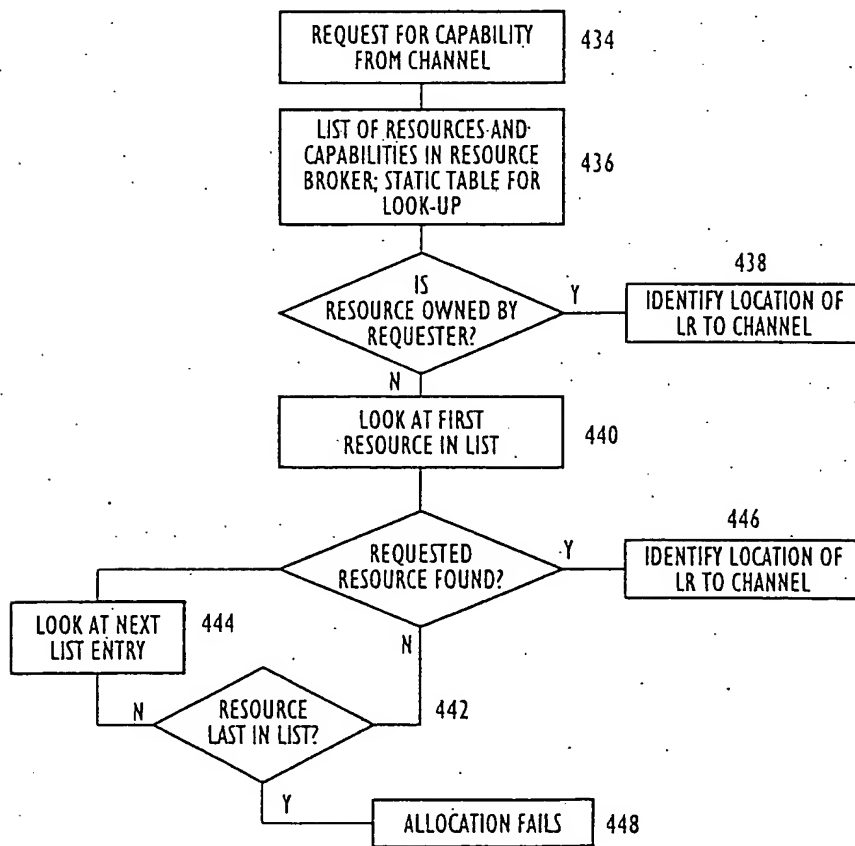 REQUEST FOR CAPABILITY
FROM CHANNEL
434
LIST OF RESOURCES AND
CAPABILITIES IN RESOURCE
BROKER; STATIC TABLE FOR
LOOK-UP
436
IS
RESOURCE OWNED BY
REQUESTER?
Y
438
IDENTIFY LOCATION OF
LR TO CHANNEL
N
LOOK AT FIRST
RESOURCE IN LIST
440
REQUESTED
RESOURCE FOUND?
Y
446
IDENTIFY LOCATION OF
LR TO CHANNEL
LOOK AT NEXT
LIST ENTRY
444
N
N
RESOURCE
LAST IN LIST?
442
Y
ALLOCATION FAILS
448